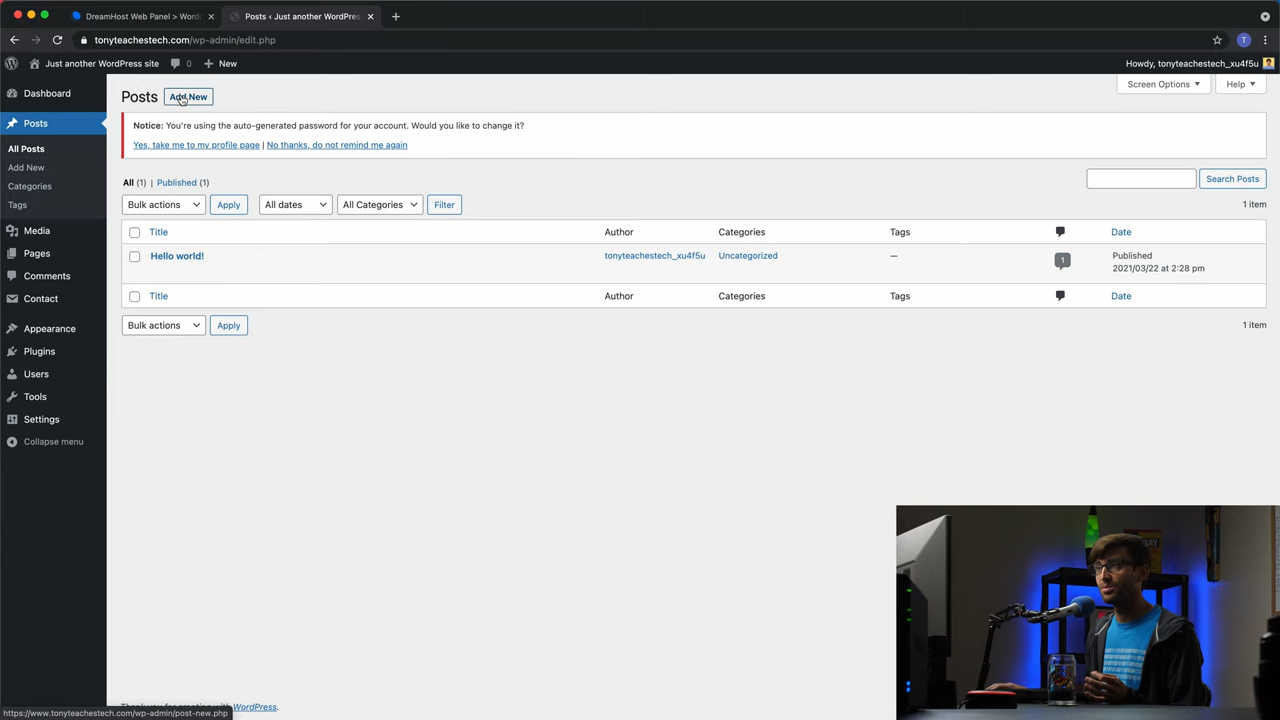 DreamHost Web Panel > Wordp
Posts ‹ Just another WordPress
tonyteachestech.com/wp-admin/edit.php
T
Just another WordPress site
0
New
Howdy, tonyteachestech_xu4f5u
Dashboard
Posts
All Posts
Add New
Categories
Tags
Media
Pages
Comments
Contact
Appearance
Plugins
Users
Tools
Settings
Collapse menu
Posts Add New
Screen Options
Help
Notice: You're using the auto-generated password for your account. Would you like to change it?
Yes, take me to my profile page | No thanks, do not remind me again
All (1) | Published (1)
Search Posts
Bulk actions Apply All dates All Categories Filter
1 item
Title Author Categories Tags Date
Hello world! tonyteachestech_xu4f5u Uncategorized — 1 Published
2021/03/22 at 2:28 pm
Title Author Categories Tags Date
Bulk actions Apply
1 item
WordPress.
https://www.tonyteachestech.com/wp-admin/post-new.php